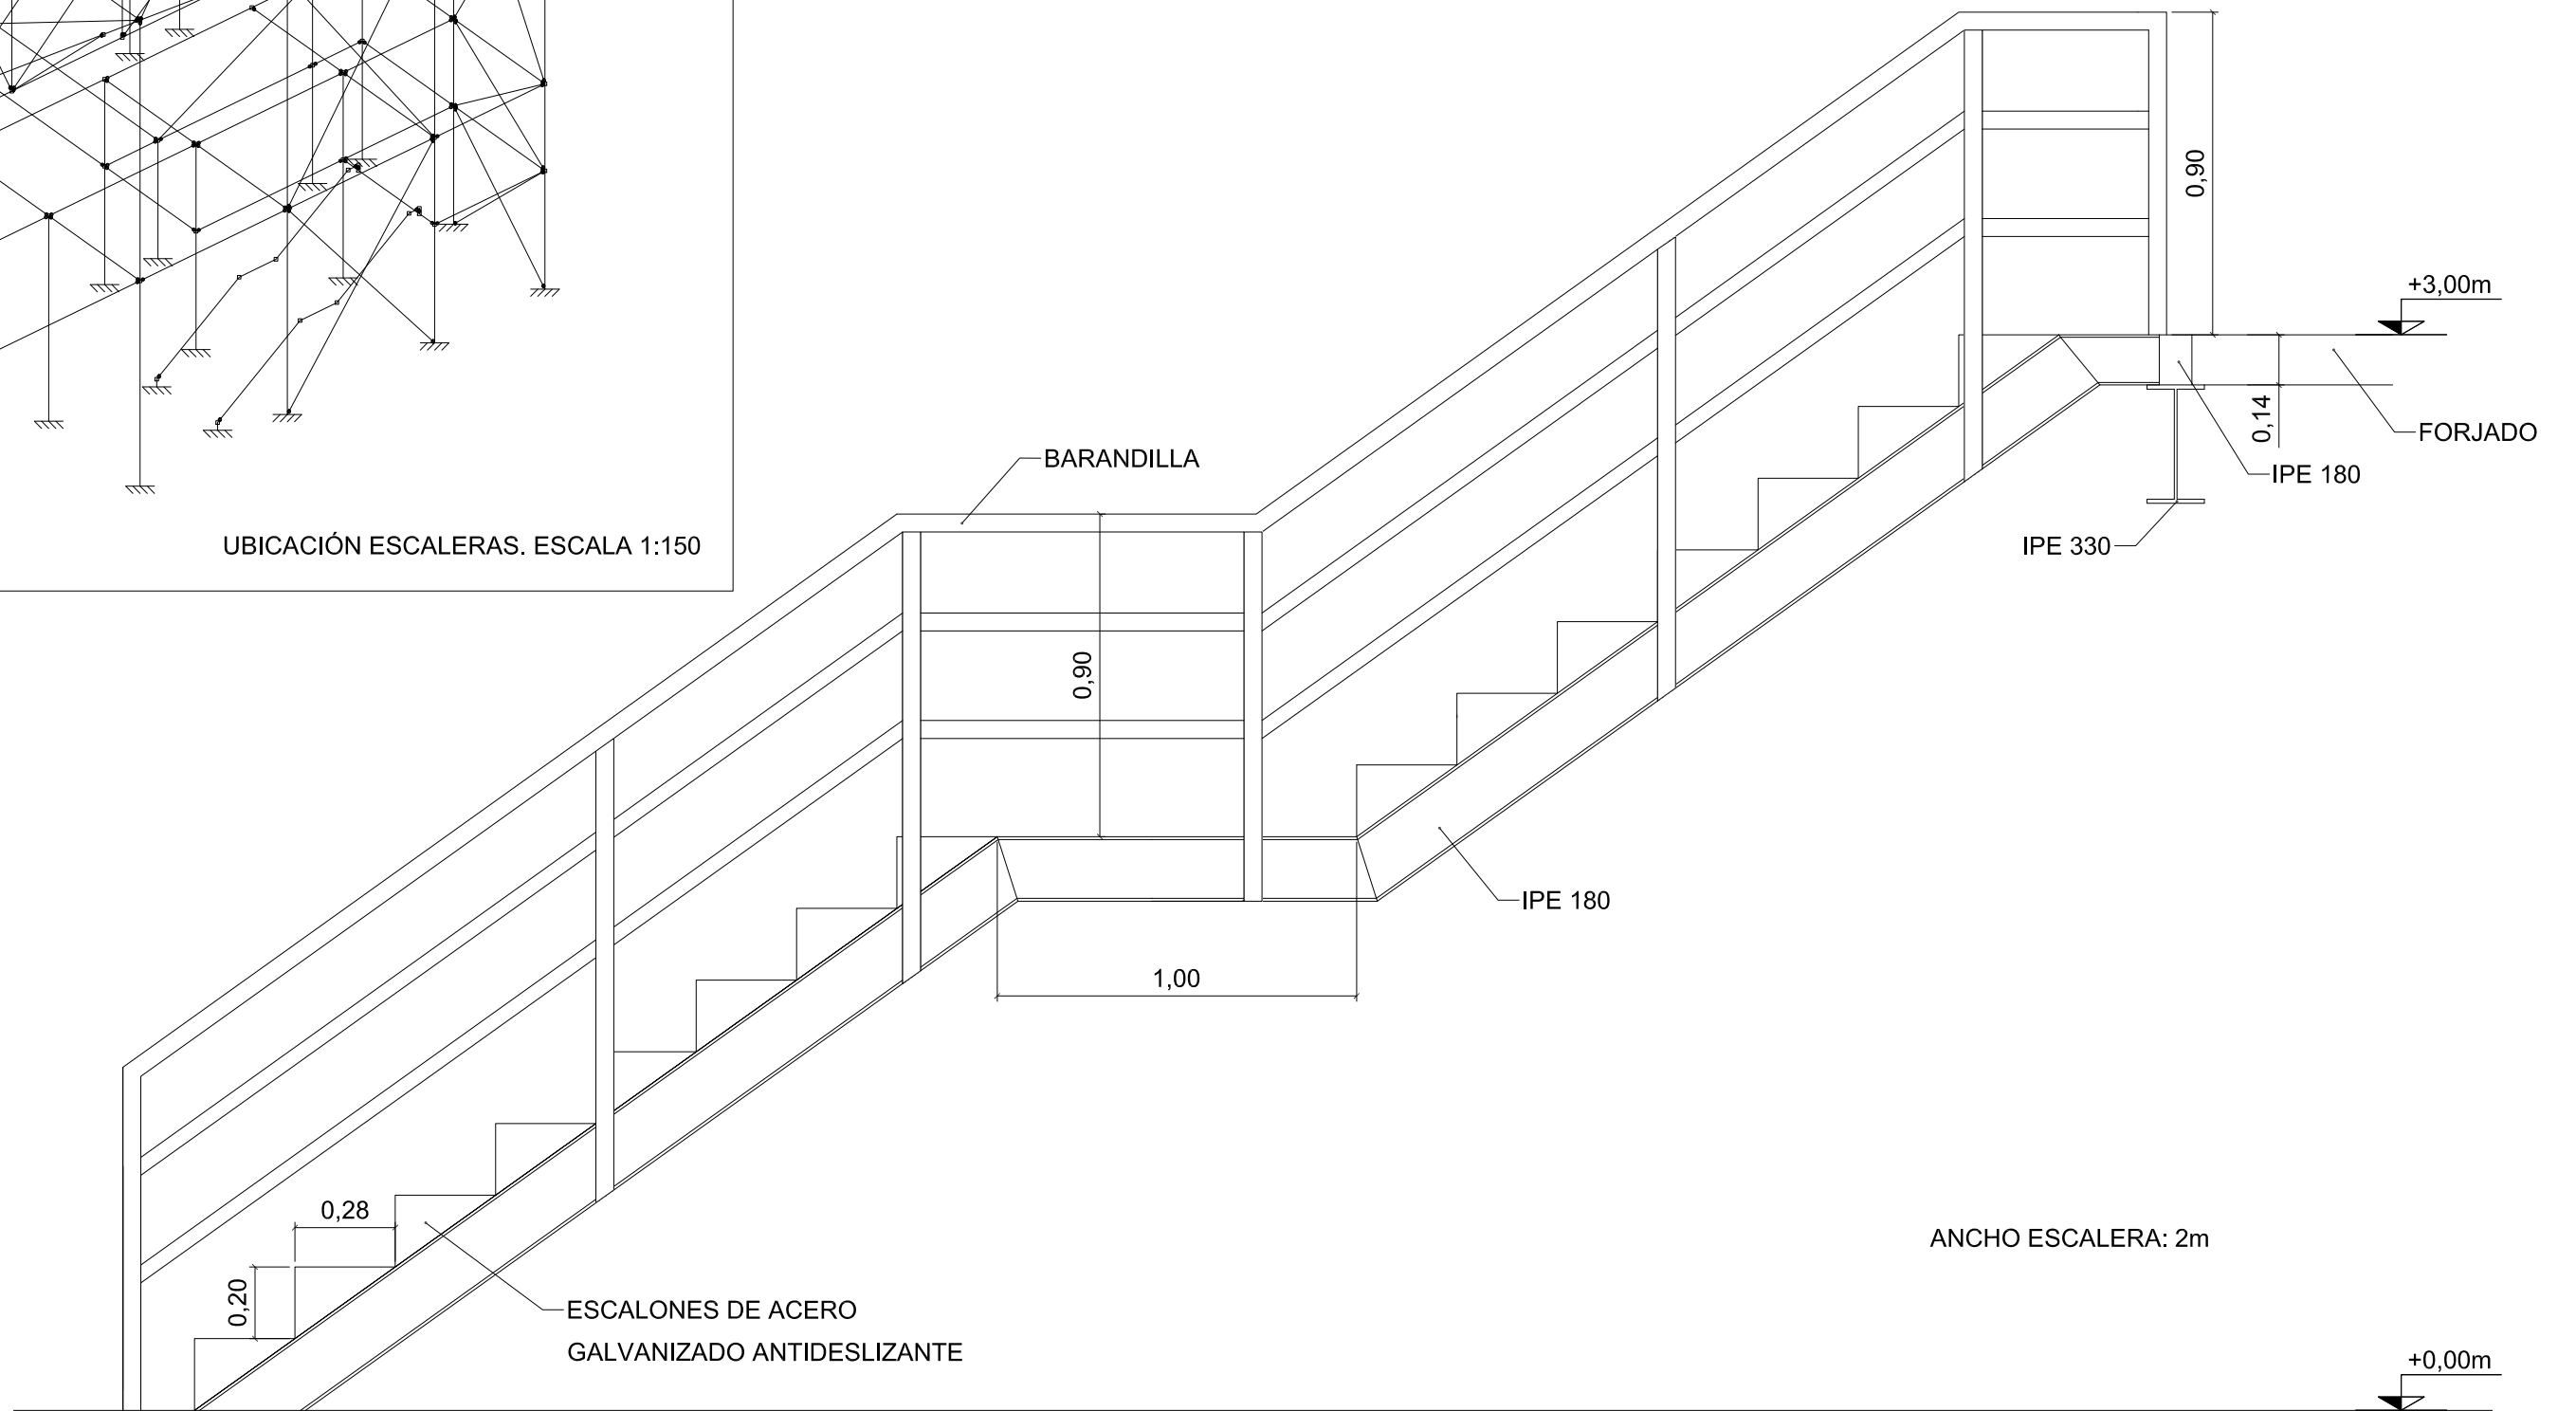 0,90
+3,00m
0,14
FORJADO
IPE 180
IPE 330
BARANDILLA
UBICACIÓN ESCALERAS. ESCALA 1:150
0,90
IPE 180
1,00
0,28
0,20
ANCHO ESCALERA: 2m
ESCALONES DE ACERO
GALVANIZADO ANTIDESLIZANTE
+0,00m